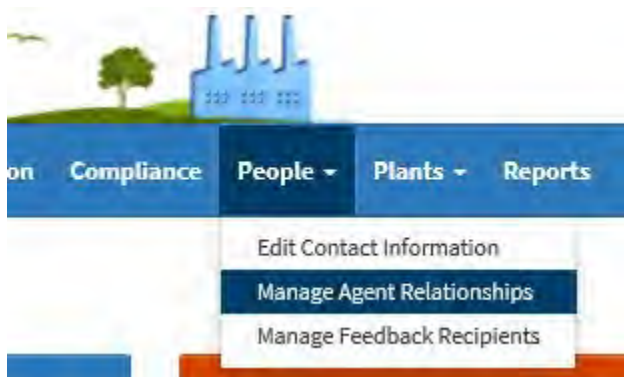 on Compliance People Plants Reports
Edit Contact Information
Manage Agent Relationships
Manage Feedback Recipients